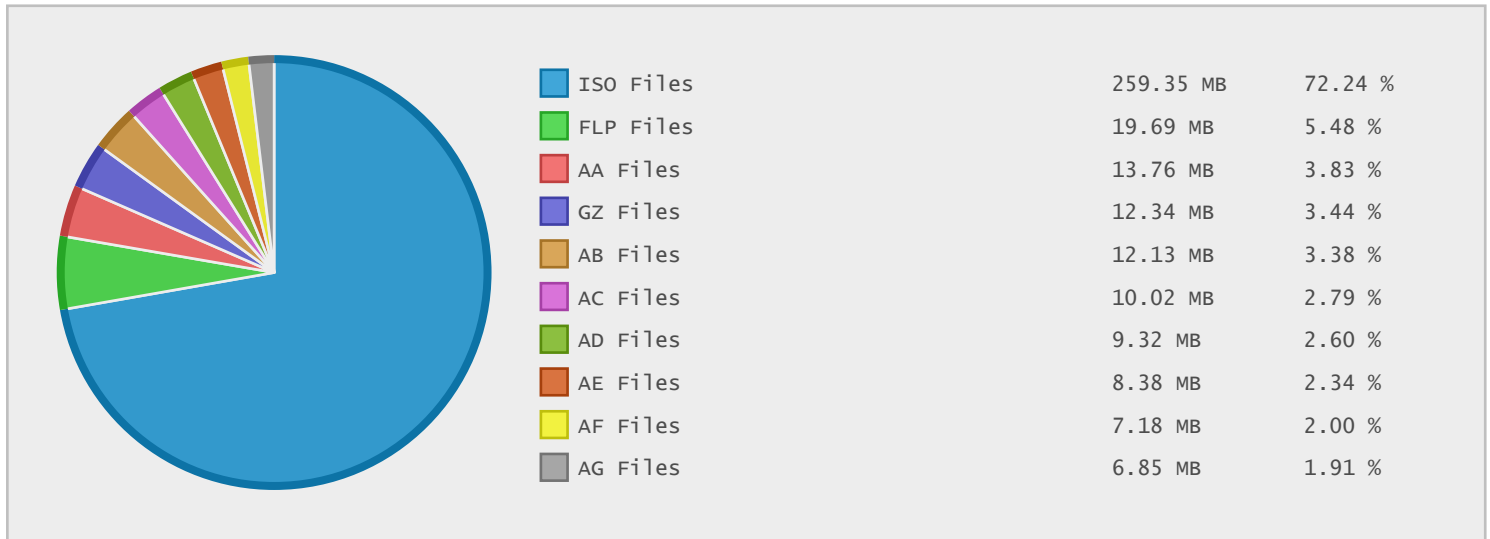 ISO Files 259.35 MB 72.24 %
FLP Files 19.69 MB 5.48 %
AA Files 13.76 MB 3.83 %
GZ Files 12.34 MB 3.44 %
AB Files 12.13 MB 3.38 %
AC Files 10.02 MB 2.79 %
AD Files 9.32 MB 2.60 %
AE Files 8.38 MB 2.34 %
AF Files 7.18 MB 2.00 %
AG Files 6.85 MB 1.91 %